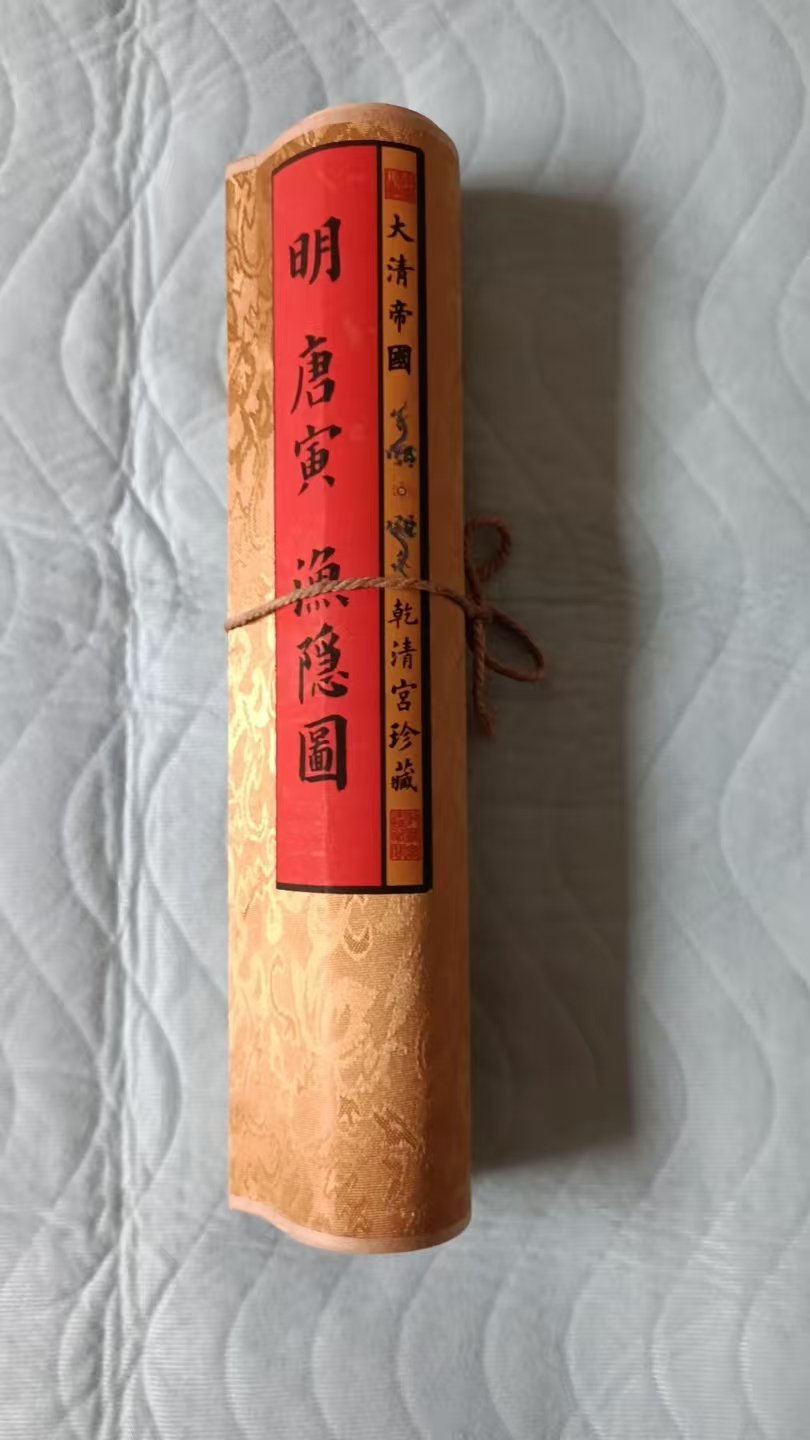 大清帝國 乾清宮珍藏
明 唐寅 漁隱圖